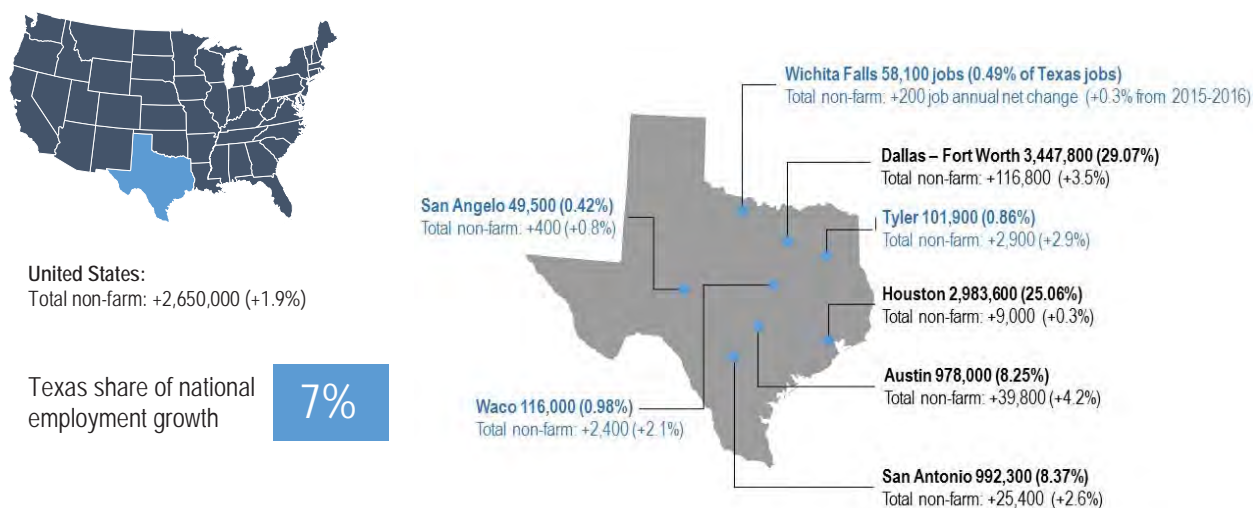 United States:
Total non-farm: +2,650,000 (+1.9%)
Texas share of national
employment growth
7%
Wichita Falls 58,100 jobs (0.49% of Texas jobs)
Total non-farm: +200 job annual net change (+0.3% from 2015-2016)
Dallas – Fort Worth 3,447,800 (29.07%)
Total non-farm: +116,800 (+3.5%)
San Angelo 49,500 (0.42%)
Total non-farm: +400 (+0.8%)
Tyler 101,900 (0.86%)
Total non-farm: +2,900 (+2.9%)
Houston 2,983,600 (25.06%)
Total non-farm: +9,000 (+0.3%)
Austin 978,000 (8.25%)
Total non-farm: +39,800 (+4.2%)
Waco 116,000 (0.98%)
Total non-farm: +2,400 (+2.1%)
San Antonio 992,300 (8.37%)
Total non-farm: +25,400 (+2.6%)